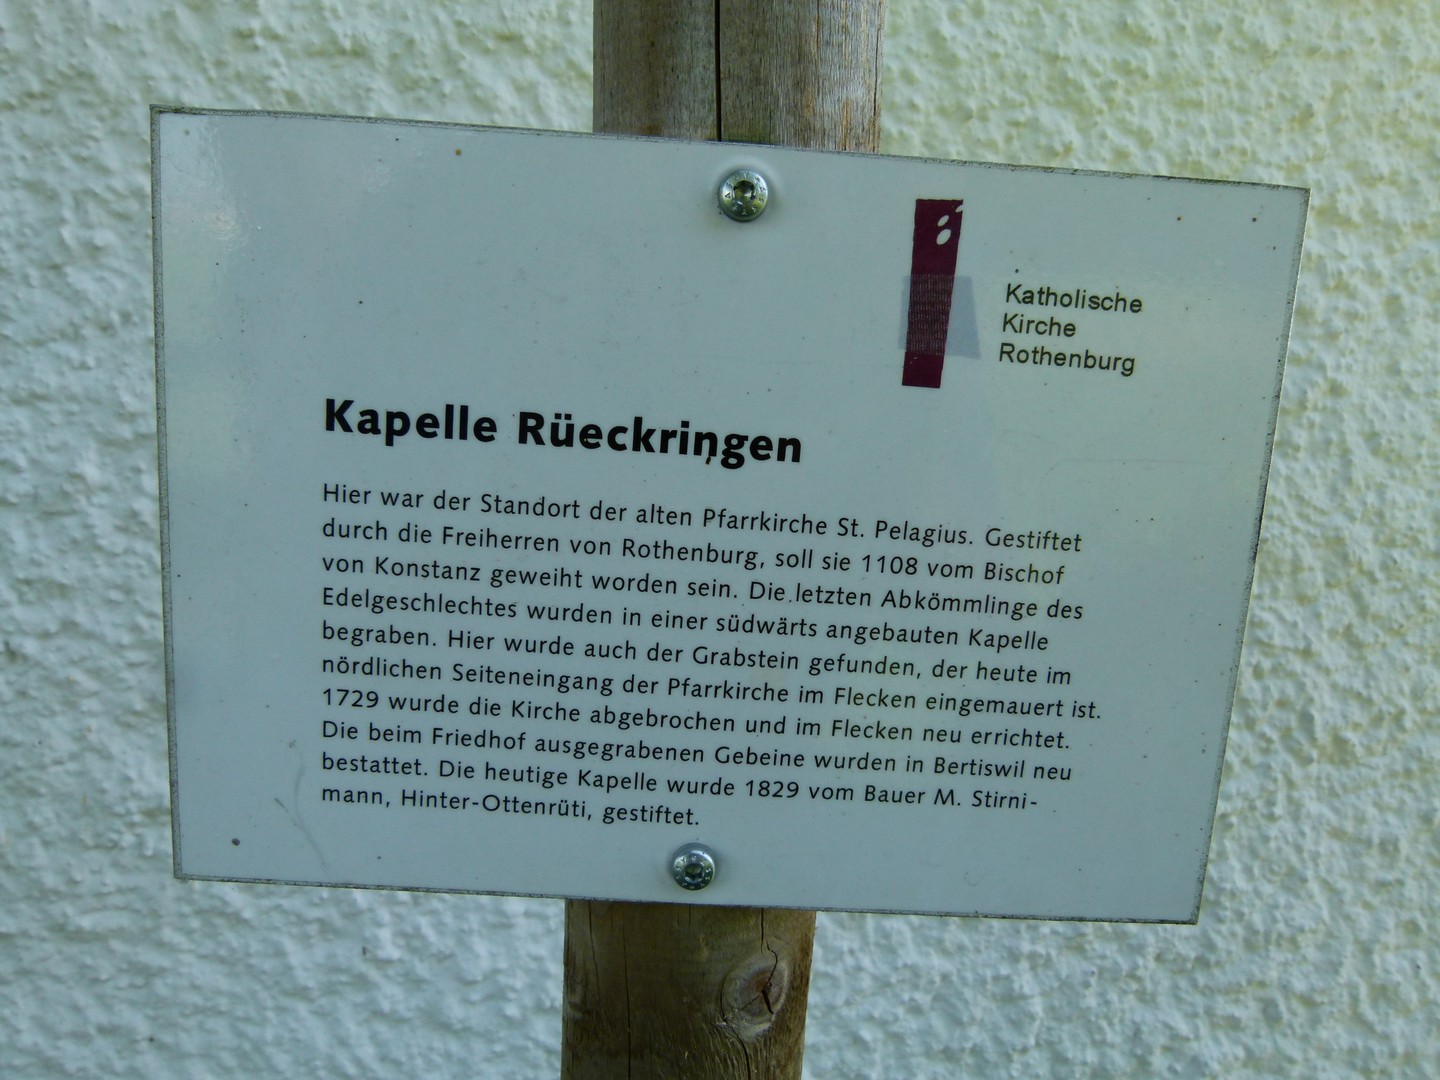 Katholische
Kirche
Rothenburg
Kapelle Rüeckringen
Hier war der Standort der alten Pfarrkirche St. Pelagius. Gestiftet
durch die Freiherren von Rothenburg, soll sie 1108 vom Bischof
von Konstanz geweiht worden sein. Die letzten Abkömmlinge des
Edelgeschlechtes wurden in einer südwärts angebauten Kapelle
begraben. Hier wurde auch der Grabstein gefunden, der heute im
nördlichen Seiteneingang der Pfarrkirche im Flecken eingemauert ist.
1729 wurde die Kirche abgebrochen und im Flecken neu errichtet.
Die beim Friedhof ausgegrabenen Gebeine wurden in Bertiswil neu
bestattet. Die heutige Kapelle wurde 1829 vom Bauer M. Stirni-
mann, Hinter-Ottenrüti, gestiftet.